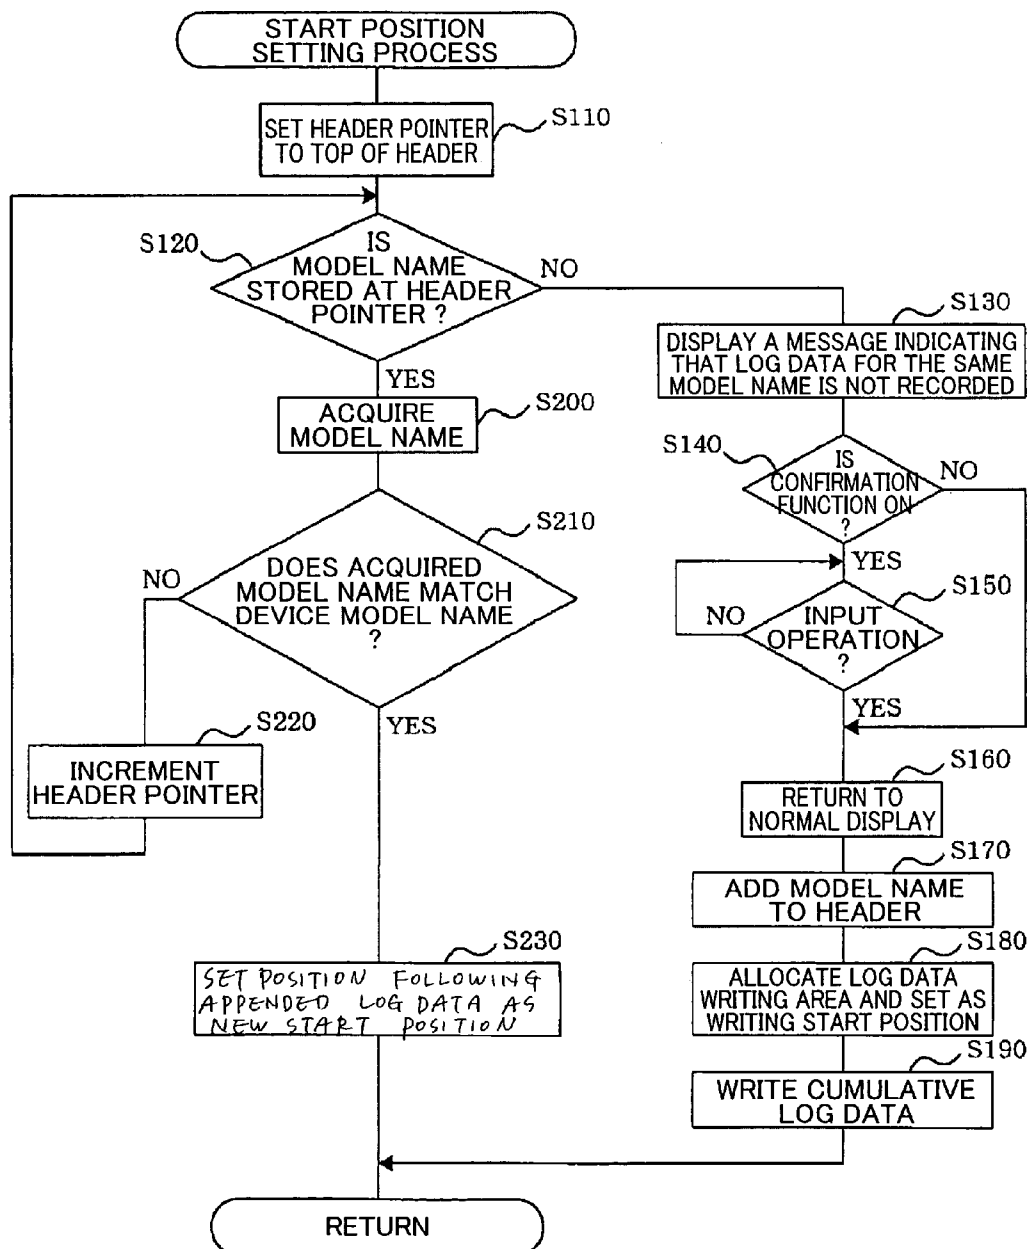 START POSITION
SETTING PROCESS
SET HEADER POINTER
TO TOP OF HEADER
S110
S120
IS
MODEL NAME
STORED AT HEADER
POINTER ?
NO
YES
S130
DISPLAY A MESSAGE INDICATING
THAT LOG DATA FOR THE SAME
MODEL NAME IS NOT RECORDED
ACQUIRE
MODEL NAME
S200
S140
IS
CONFIRMATION
FUNCTION ON
?
NO
YES
S210
DOES ACQUIRED
MODEL NAME MATCH
DEVICE MODEL NAME
?
NO
YES
S150
INPUT
OPERATION
?
NO
YES
S220
INCREMENT
HEADER POINTER
S160
RETURN TO
NORMAL DISPLAY
S170
ADD MODEL NAME
TO HEADER
S230
SET POSITION FOLLOWING
APPENDED LOG DATA AS
NEW START POSITION
S180
ALLOCATE LOG DATA
WRITING AREA AND SET AS
WRITING START POSITION
S190
WRITE CUMULATIVE
LOG DATA
RETURN